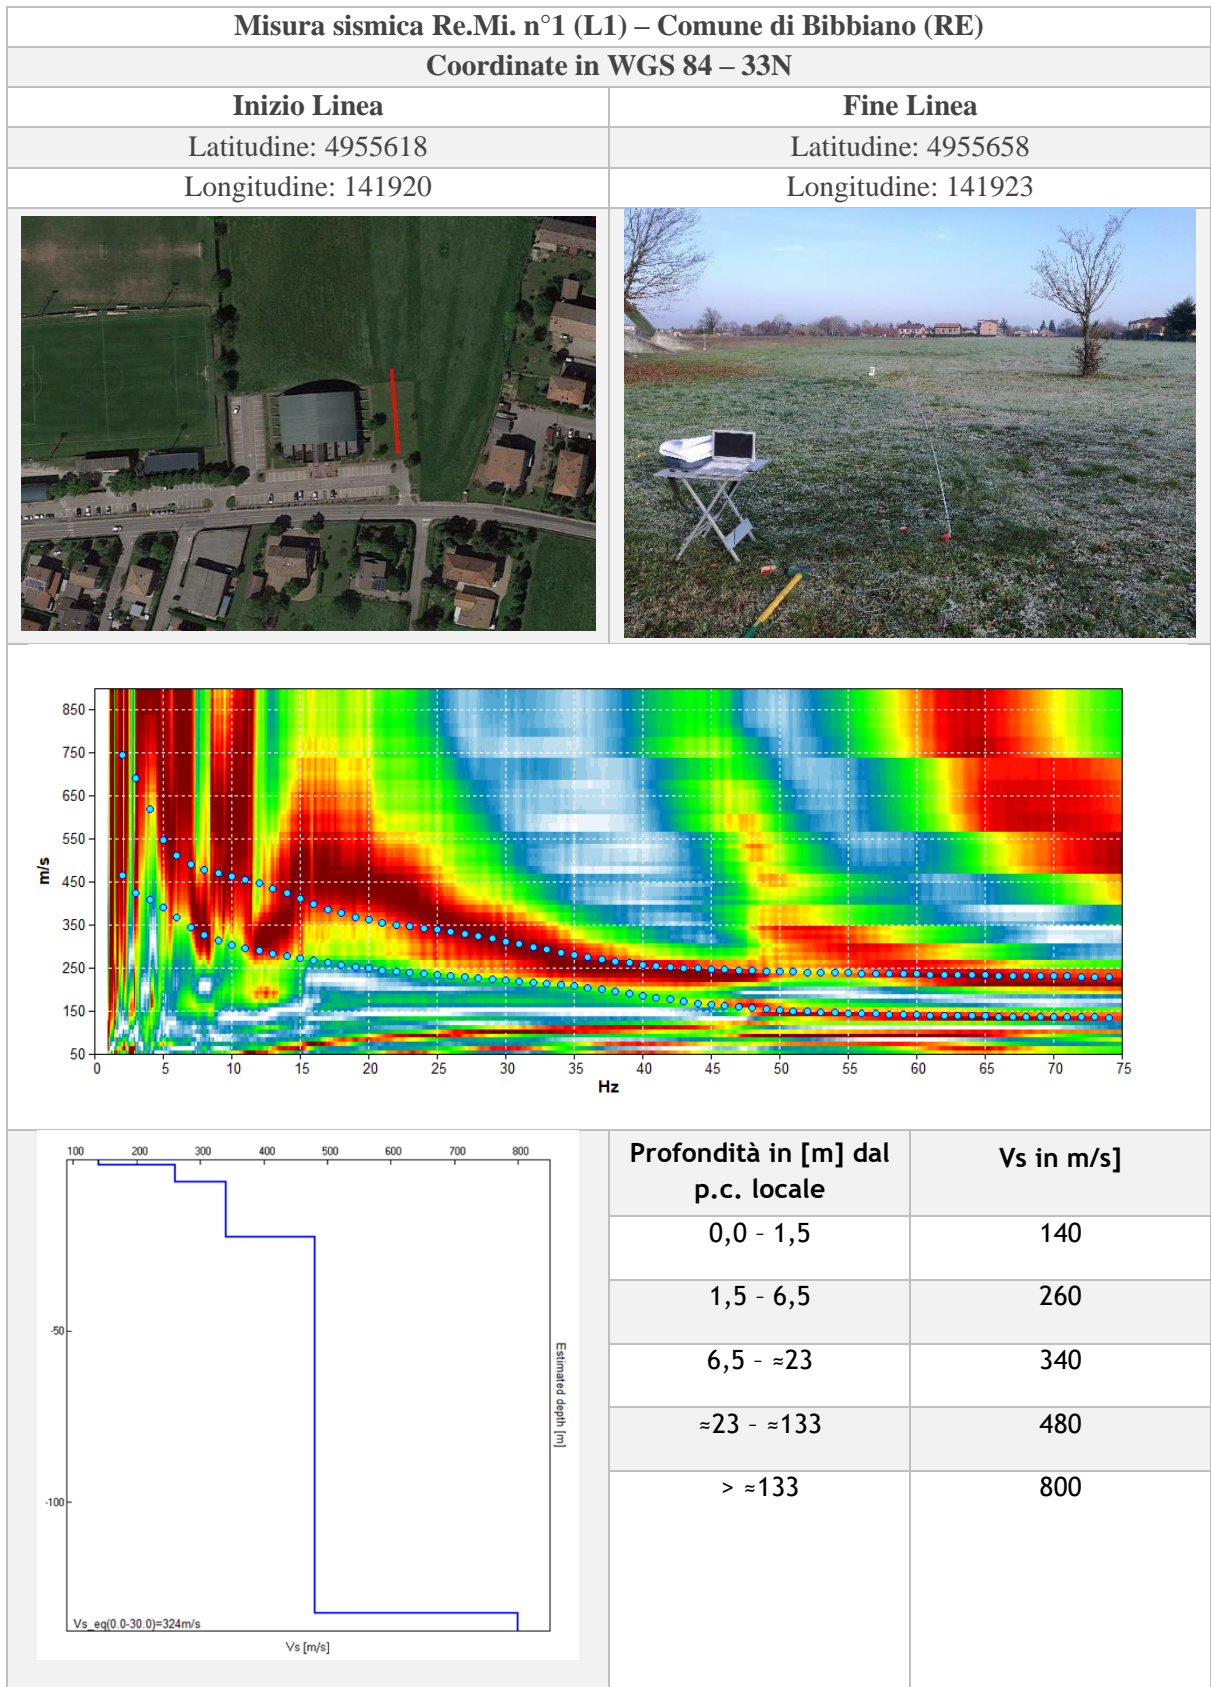 Misura sismica Re.Mi. n°1 (L1) – Comune di Bibbiano (RE)
Coordinate in WGS 84 – 33N
Inizio Linea
Fine Linea
Latitudine: 4955618
Latitudine: 4955658
Longitudine: 141920
Longitudine: 141923
850
750
650
550
450
350
250
150
50
m/s
0 5 10 15 20 25 30 35 40 45 50 55 60 65 70 75
Hz
100 200 300 400 500 600 700 800
-50
-100
Estimated depth [m]
Vs_eq(0.0-30.0)=324m/s
Vs [m/s]
Profondità in [m] dal
p.c. locale
Vs in m/s]
0,0 – 1,5
140
1,5 – 6,5
260
6,5 – ≈23
340
≈23 – ≈133
480
> ≈133
800